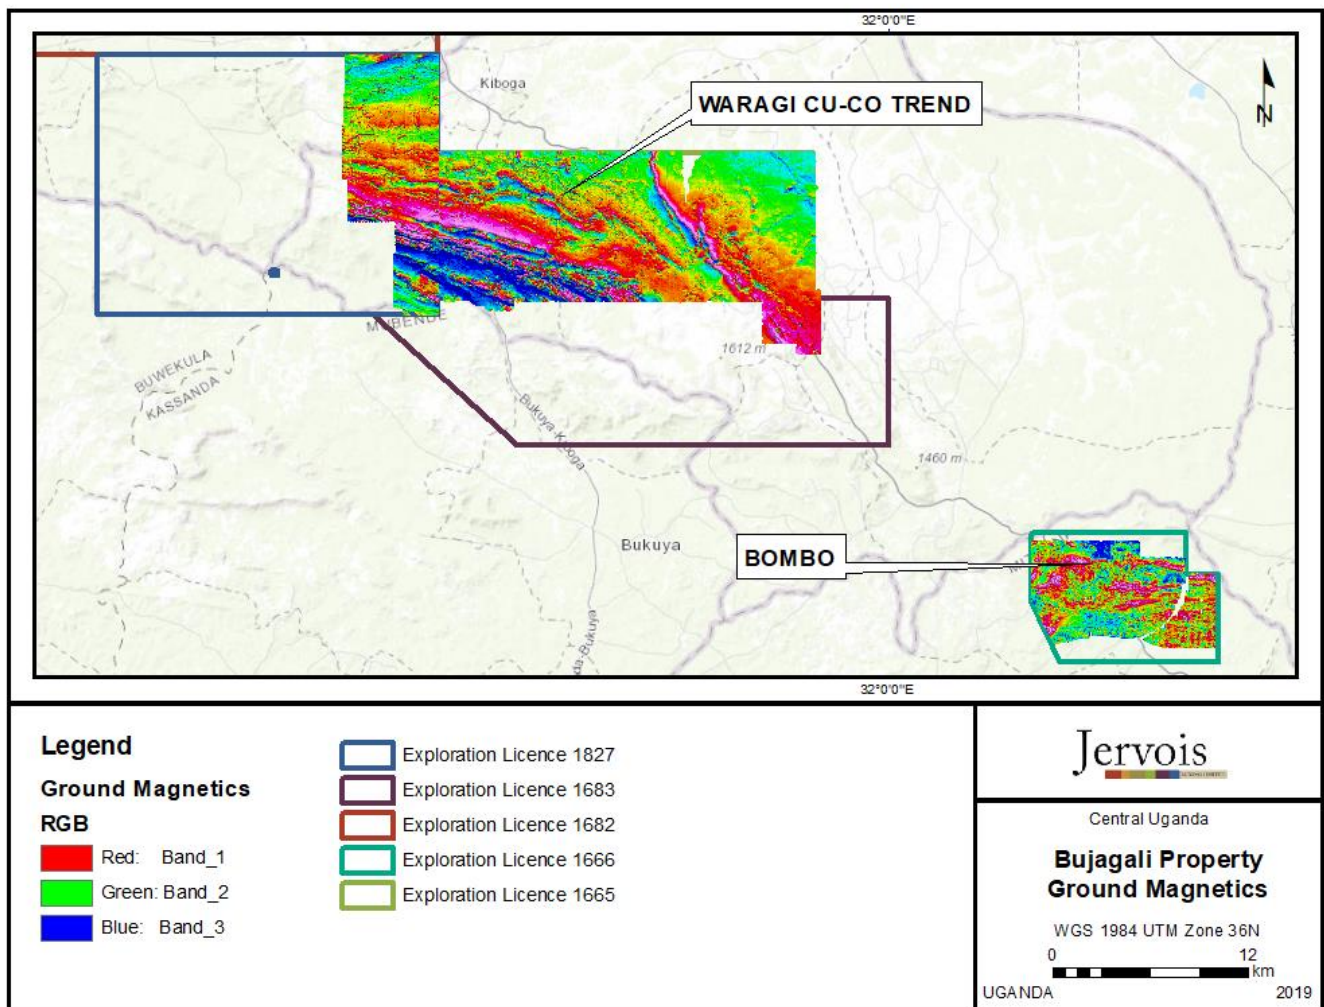 32°0'0"E
Kiboga
WARAGI CU-CO TREND
N
MUBENDE
1612 m
BUWEKULA
KASSANDA
Bukuya-Kiboga
1460 m
Bukuya
BOMBO
da-Bukuya
32°0'0"E
Legend
Ground Magnetics
RGB
Red: Band_1
Green: Band_2
Blue: Band_3
Exploration Licence 1827
Exploration Licence 1683
Exploration Licence 1682
Exploration Licence 1666
Exploration Licence 1665
Jervois
Central Uganda
Bujagali Property
Ground Magnetics
WGS 1984 UTM Zone 36N
0 12
km
UGANDA 2019